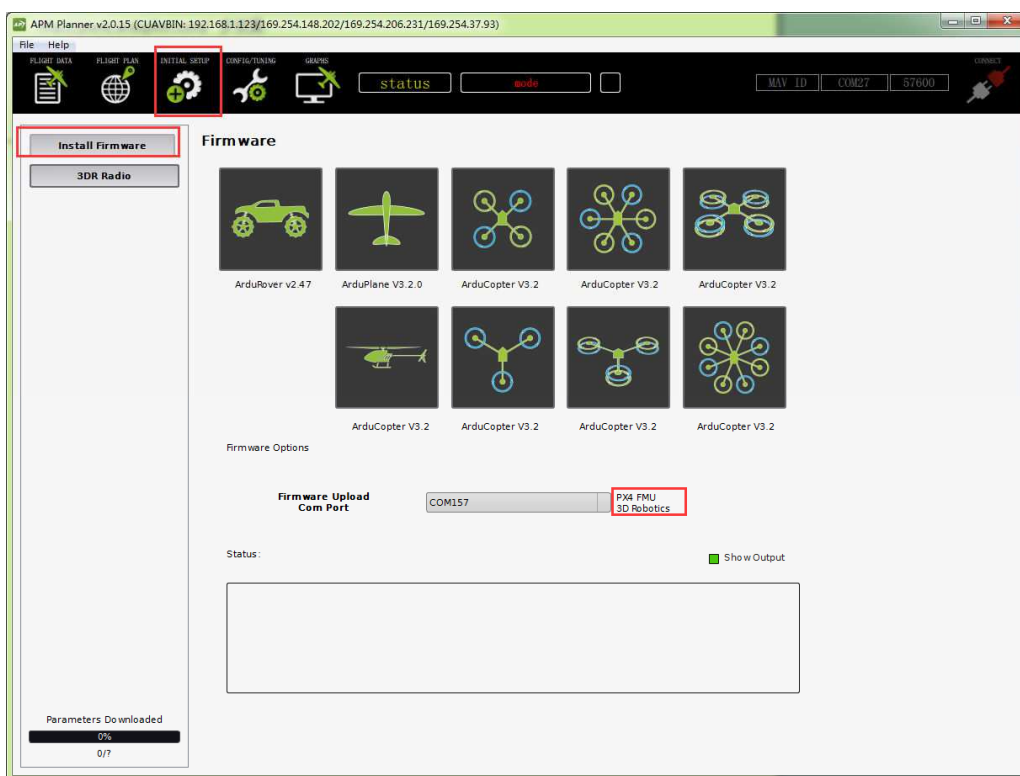 APM Planner v2.0.15 (CUAVBIN: 192.168.1.123/169.254.148.202/169.254.206.231/169.254.37.93)
File Help
FLIGHT DATA FLIGHT PLAN INITIAL SETUP CONFIG/TUNING GRAPHS CONNECT
status mode MAV ID COM27 57600
Install Firmware
3DR Radio
Firmware
ArduRover v2.47 ArduPlane V3.2.0 ArduCopter V3.2 ArduCopter V3.2 ArduCopter V3.2
ArduCopter V3.2 ArduCopter V3.2 ArduCopter V3.2 ArduCopter V3.2
Firmware Options
Firmware Upload
Com Port
COM157
PX4 FMU
3D Robotics
Status:
Show Output
Parameters Downloaded
0%
0/?